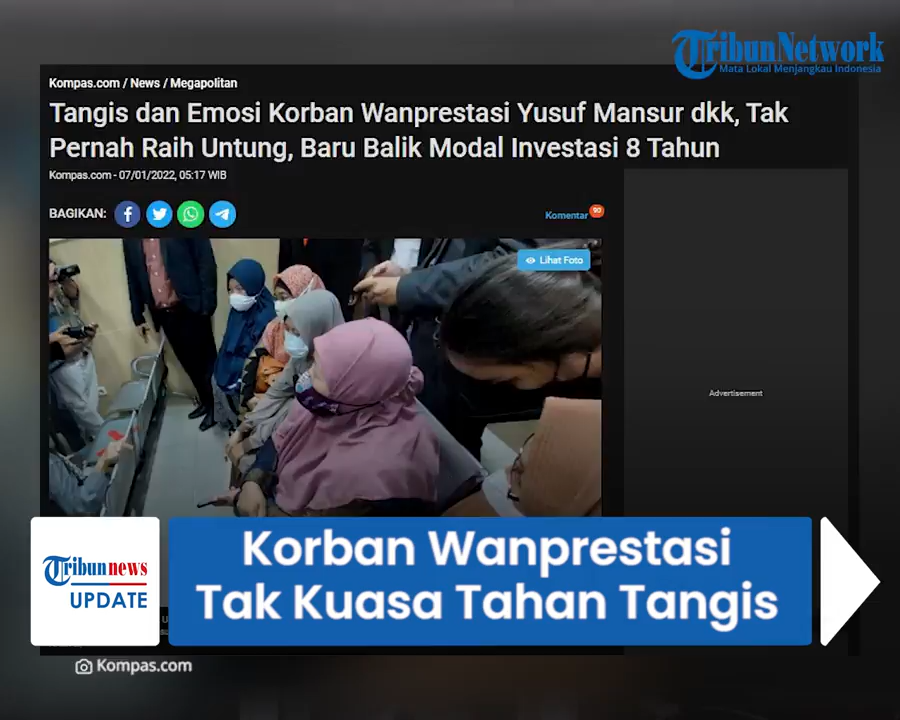 TribunNetwork
Mata Lokal Menjangkau Indonesia
Kompas.com / News / Megapolitan
Tangis dan Emosi Korban Wanprestasi Yusuf Mansur dkk, Tak
Pernah Raih Untung, Baru Balik Modal Investasi 8 Tahun
Kompas.com - 07/01/2022, 05:17 WIB
BAGIKAN:
Komentar 90
Lihat Foto
Advertisement
Tribunnews
UPDATE
Korban Wanprestasi
Tak Kuasa Tahan Tangis
Kompas.com